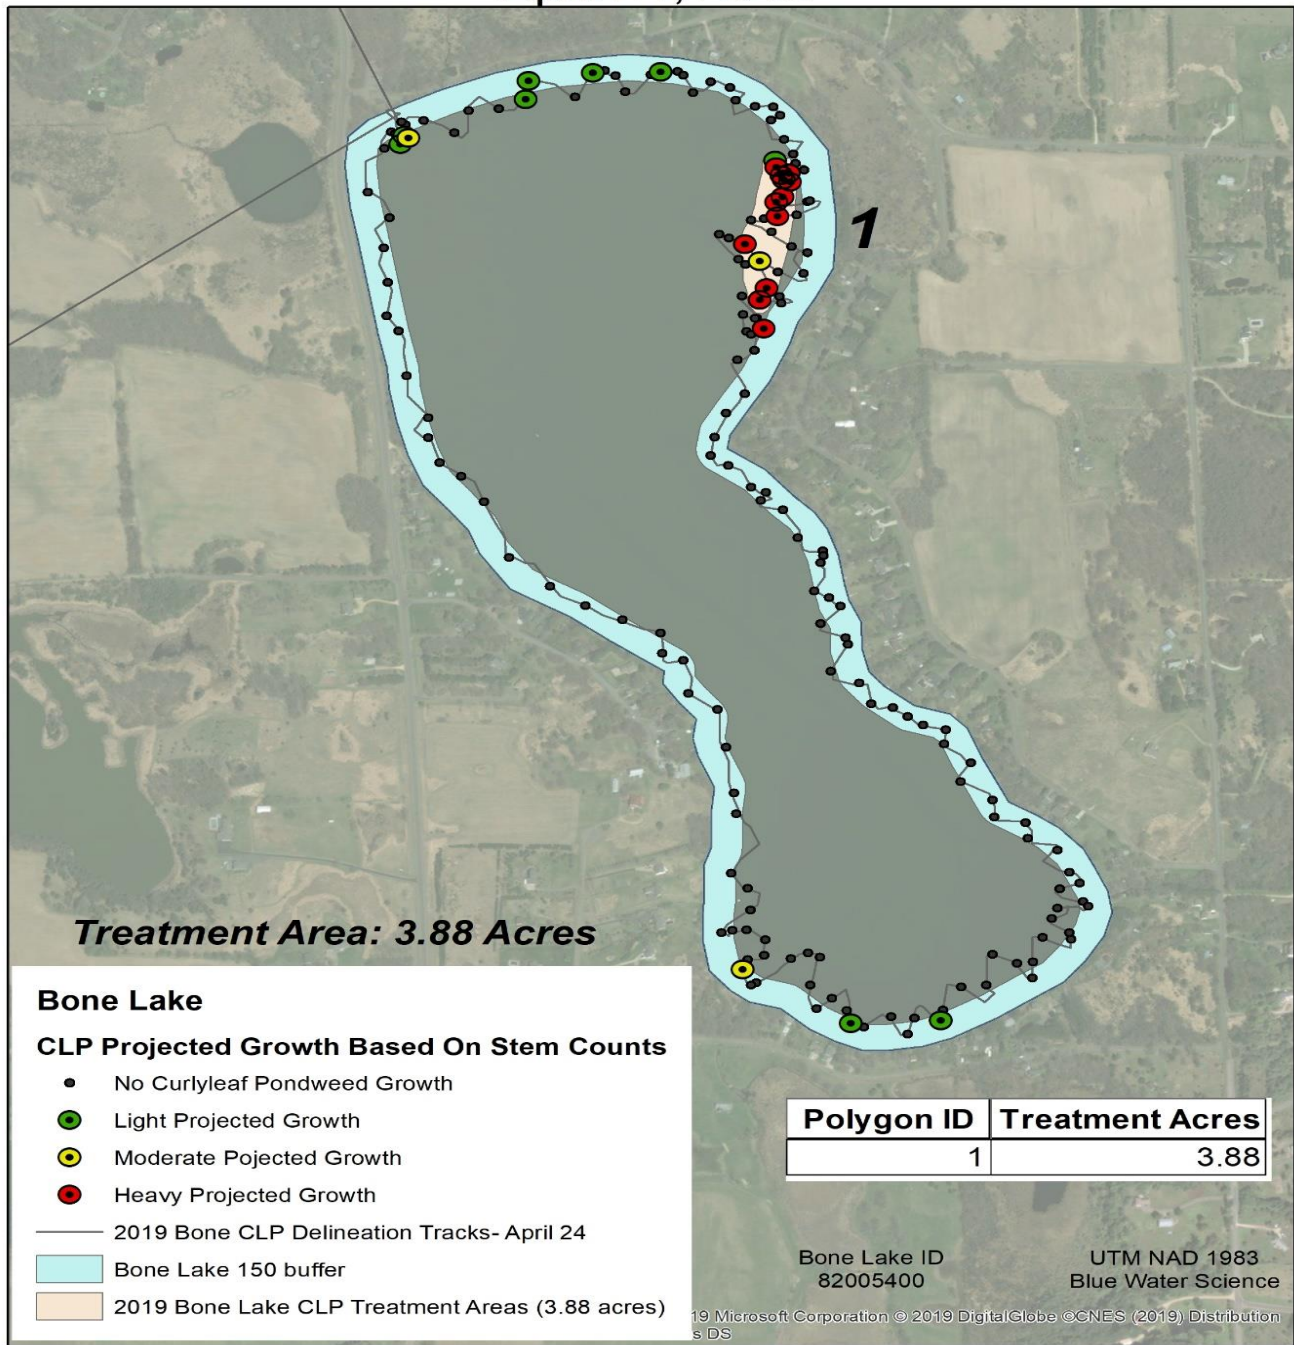 1
Treatment Area: 3.88 Acres
Bone Lake
CLP Projected Growth Based On Stem Counts
No Curlyleaf Pondweed Growth
Light Projected Growth
Moderate Pojected Growth
Heavy Projected Growth
2019 Bone CLP Delineation Tracks- April 24
Bone Lake 150 buffer
2019 Bone Lake CLP Treatment Areas (3.88 acres)
Polygon ID Treatment Acres
1 3.88
Bone Lake ID
82005400
UTM NAD 1983
Blue Water Science
19 Microsoft Corporation © 2019 DigitalGlobe ©CNES (2019) Distribution
s DS